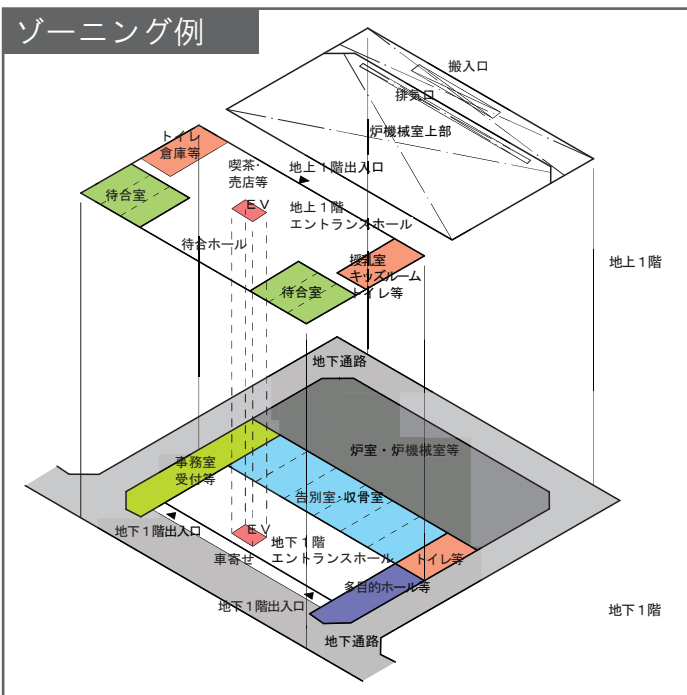 ゾーニング例
搬入口
排気口
炉機械室上部
トイレ
倉庫等
喫茶・
売店等
地上1階出入口
待合室
EV
地上1階
エントランスホール
待合ホール
授乳室
キッズルーム
トイレ等
待合室
地上1階
地下通路
炉室・炉機械室等
事務室
受付等
告別室・収骨室
地下1階出入口
EV
地下1階
エントランスホール
車寄せ
トイレ等
多目的ホール等
地下1階出入口
地下1階
地下通路